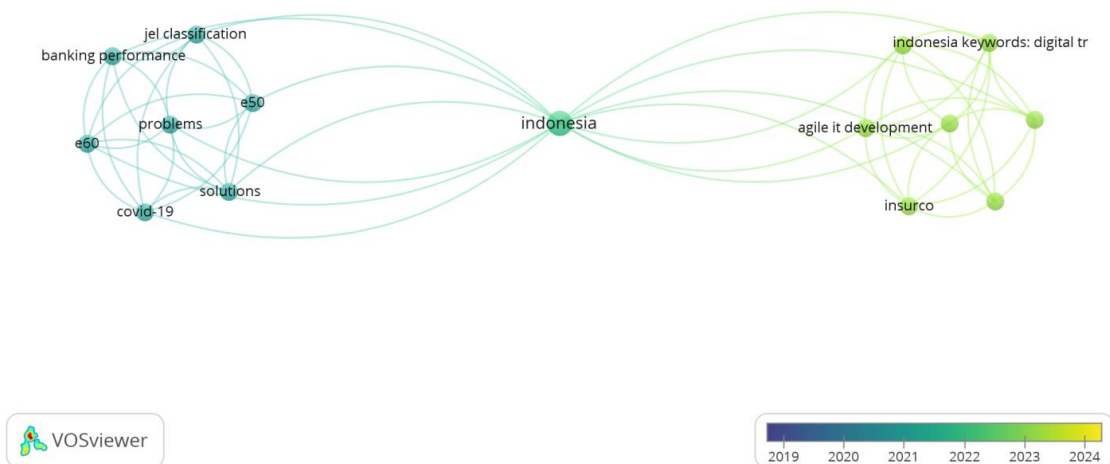 jel classification
banking performance
e50
problems
e60
solutions
covid-19
indonesia
indonesia keywords: digital tr
agile it development
insurco
VOSviewer
2019 2020 2021 2022 2023 2024